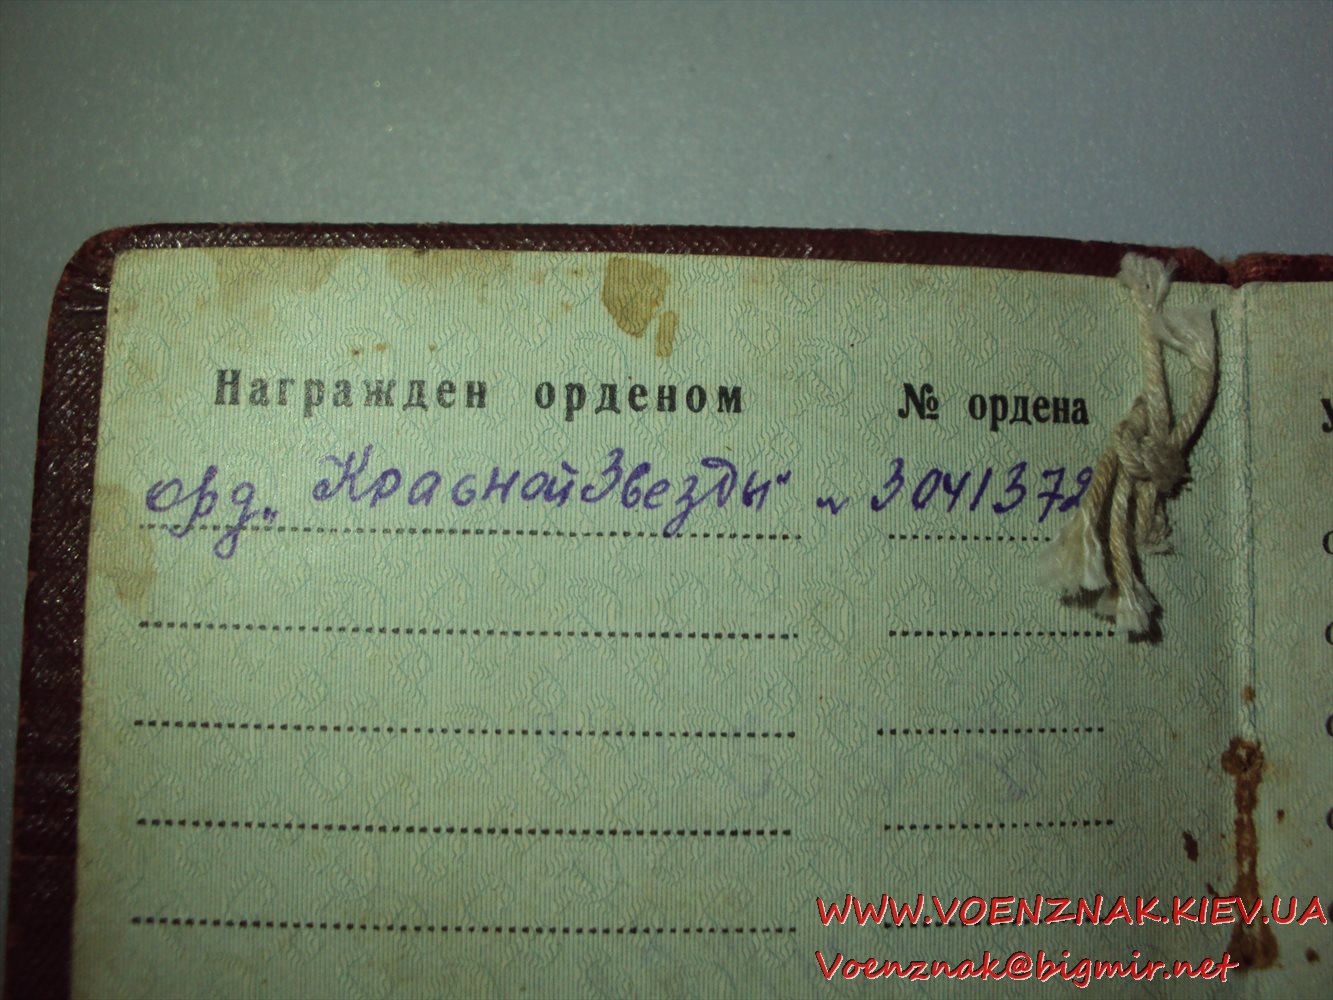 Награжден орденом № ордена
орд. „Красной Звезды“ № 3041372
WWW.VOENZNAK.KIEV.UA
Voenznak@bigmir.net